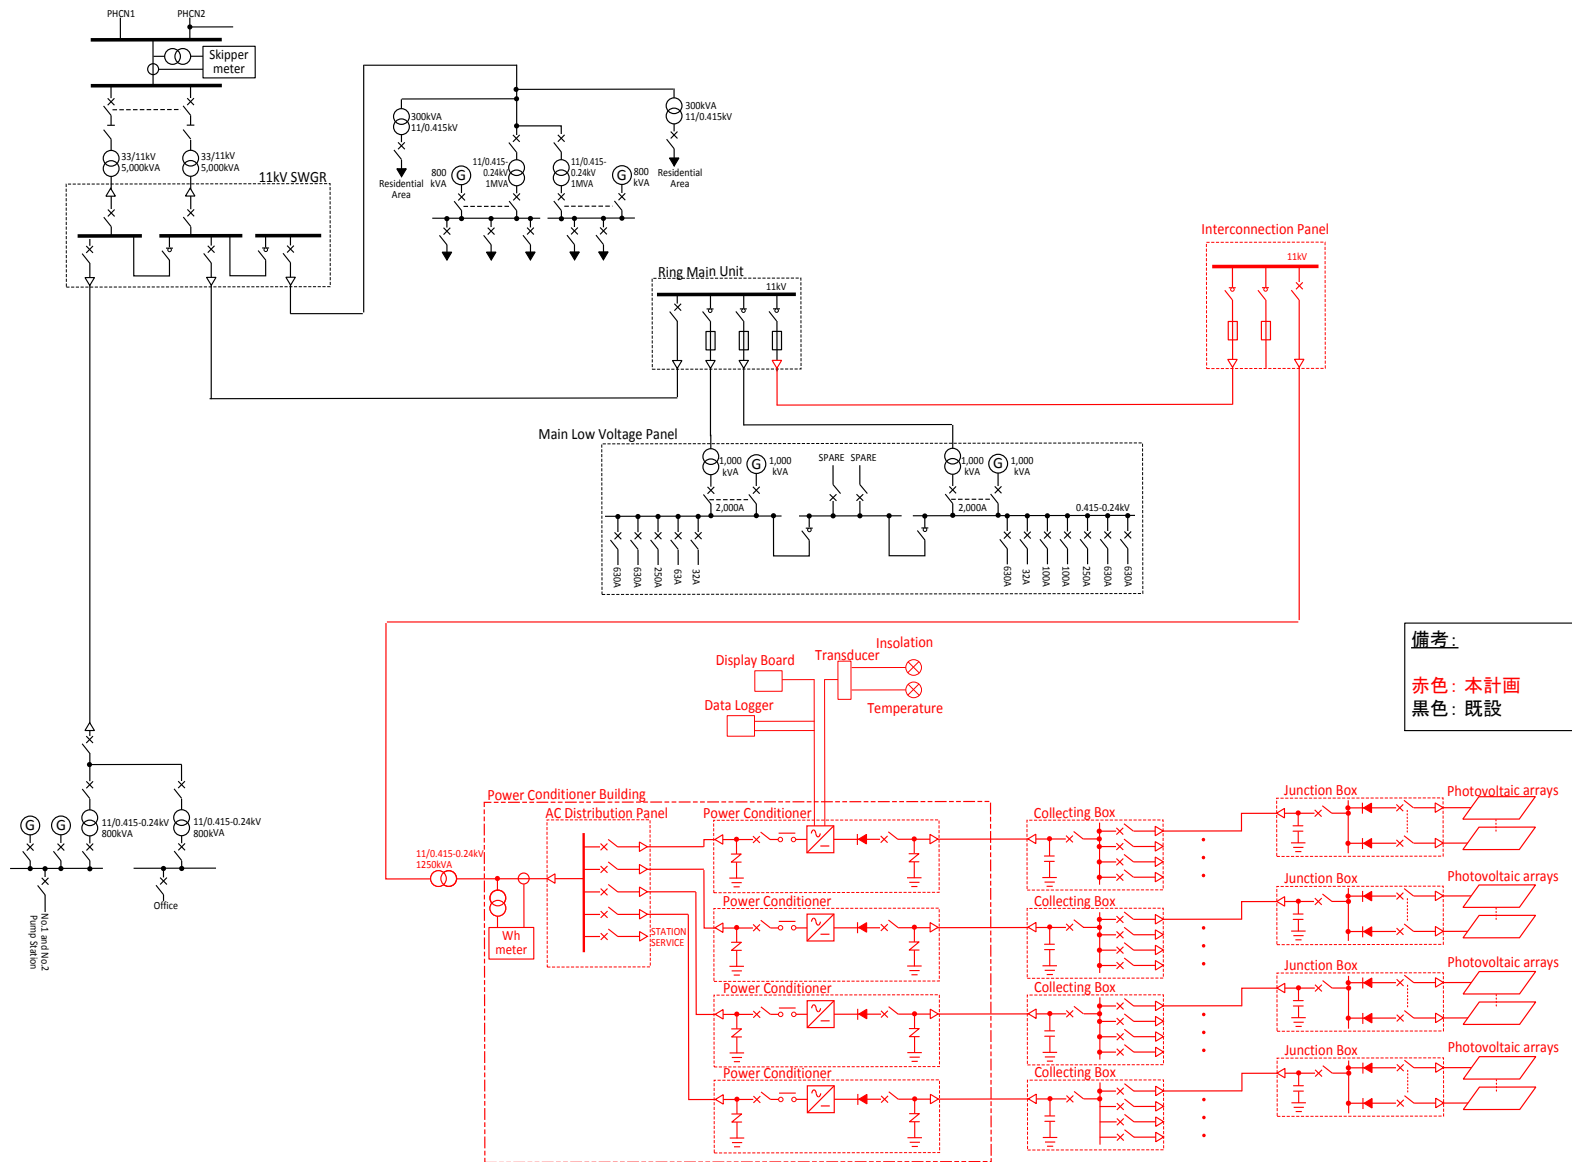 PHCN1
PHCN2
Skipper
meter
33/11kV
5,000kVA
33/11kV
5,000kVA
11kV SWGR
300kVA
11/0.415kV
Residential
Area
300kVA
11/0.415kV
Residential
Area
800
kVA
G
11/0.415-
0.24kV
1MVA
11/0.415-
0.24kV
1MVA
G
800
kVA
Interconnection Panel
11kV
Ring Main Unit
11kV
Main Low Voltage Panel
1,000
kVA
G
1,000
kVA
2,000A
SPARE
SPARE
1,000
kVA
G
1,000
kVA
2,000A
0.415-0.24kV
630A
630A
250A
63A
32A
630A
32A
100A
100A
250A
630A
630A
備考:
赤色: 本計画
黒色: 既設
Insolation
Transducer
Display Board
Temperature
Data Logger
G
G
11/0.415-0.24kV
800kVA
11/0.415-0.24kV
800kVA
No.1 and No.2
Pump Station
Office
11/0.415-0.24kV
1250kVA
Power Conditioner Building
AC Distribution Panel
Wh
meter
STATION
SERVICE
Power Conditioner
Collecting Box
Junction Box
Photovoltaic arrays
Power Conditioner
Collecting Box
Junction Box
Photovoltaic arrays
Power Conditioner
Collecting Box
Junction Box
Photovoltaic arrays
Power Conditioner
Collecting Box
Junction Box
Photovoltaic arrays